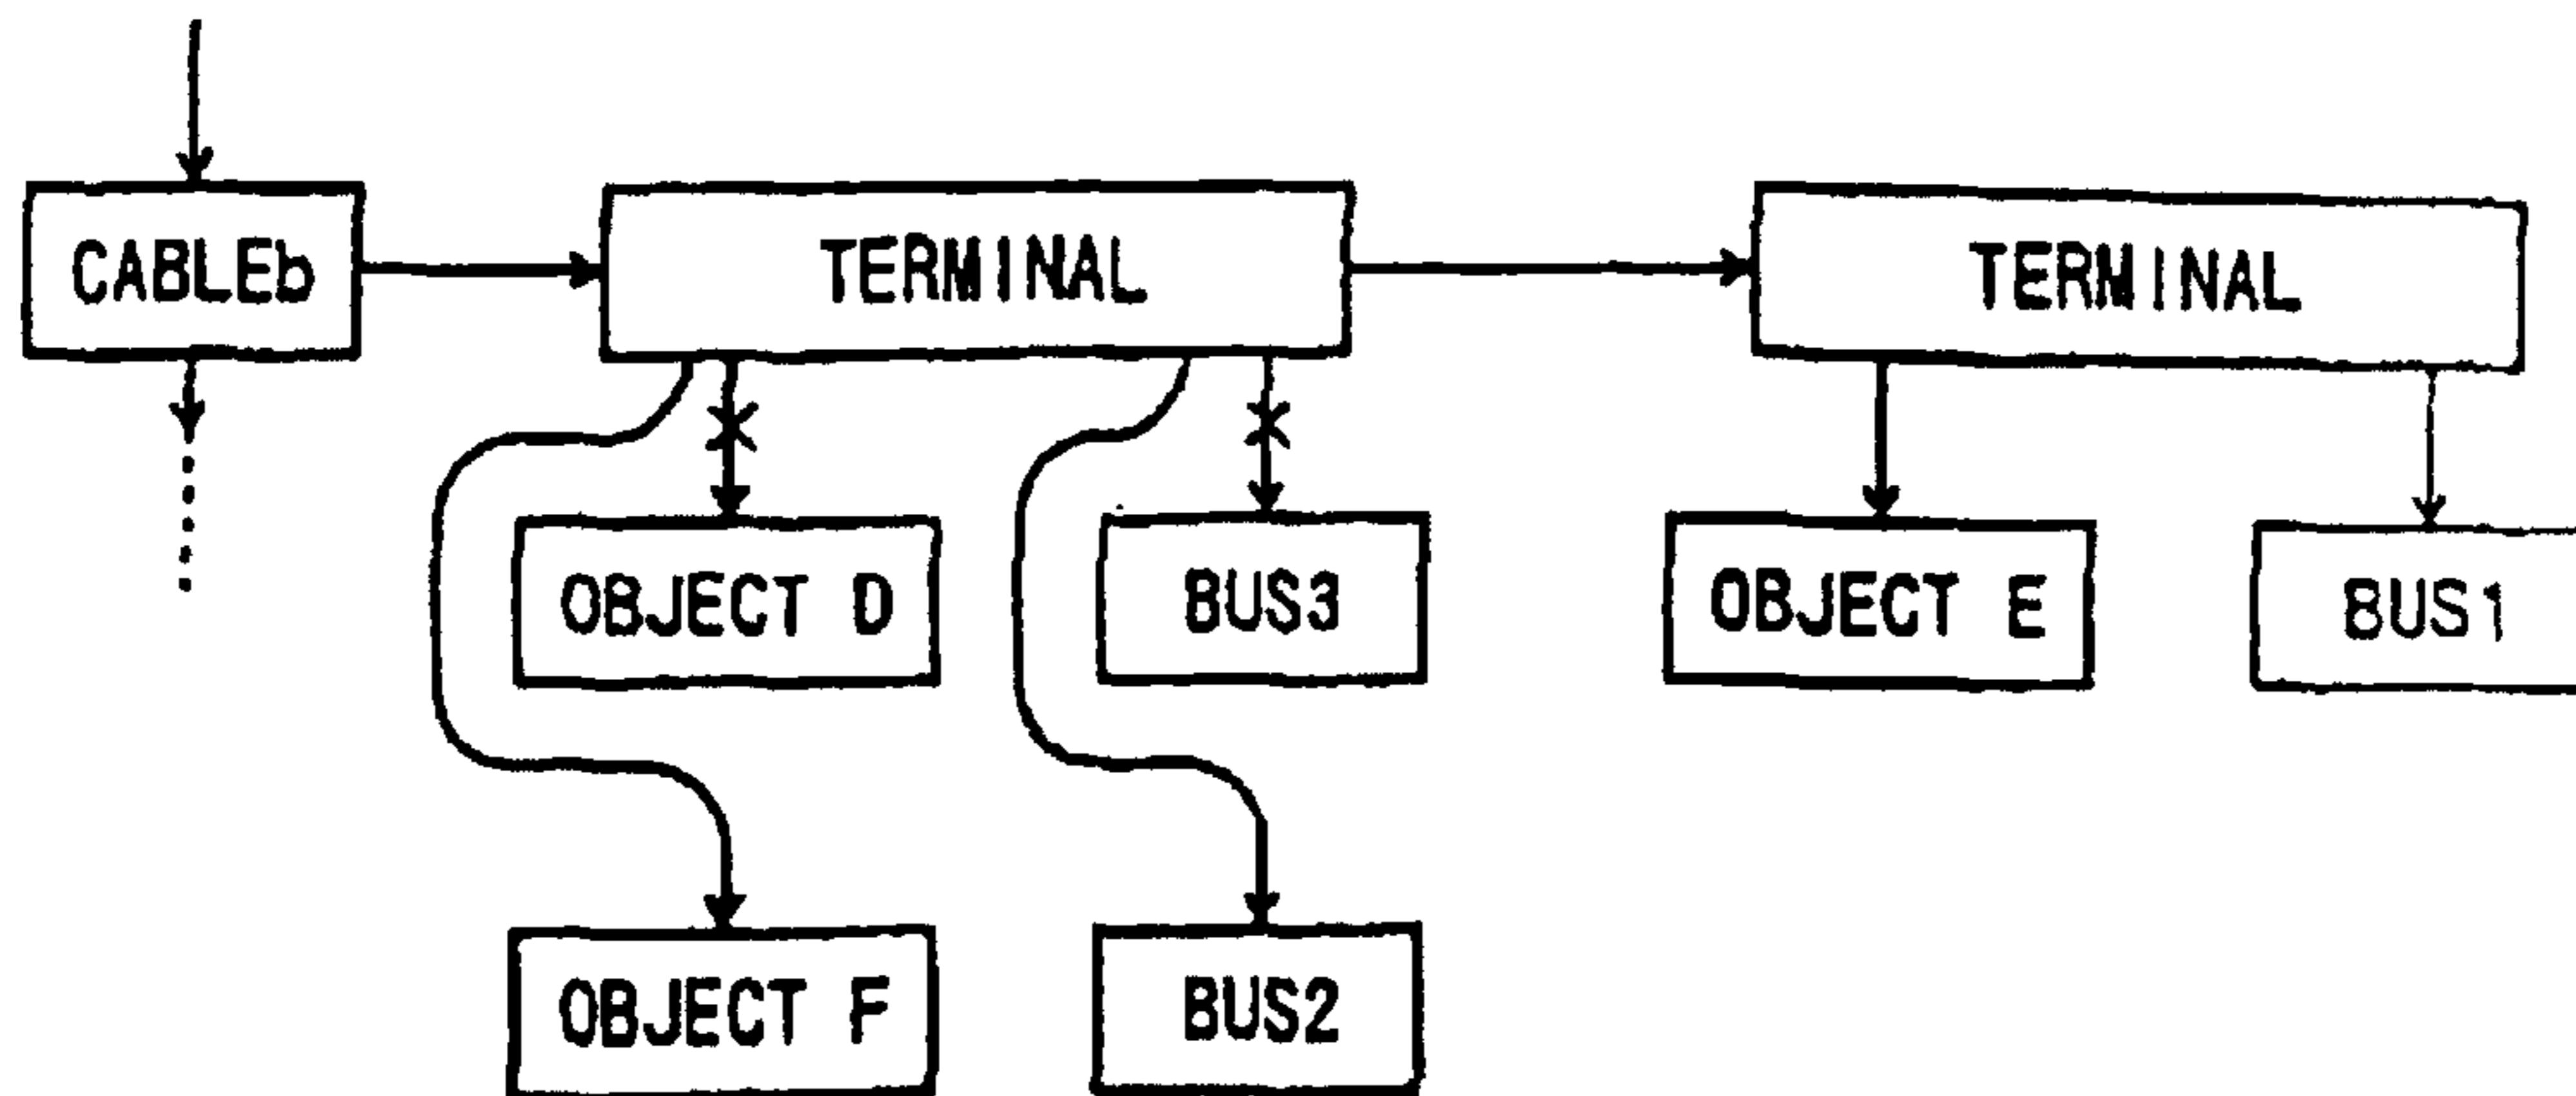 CABLEb
TERMINAL
TERMINAL
OBJECT D
BUS3
OBJECT E
BUS1
OBJECT F
BUS2